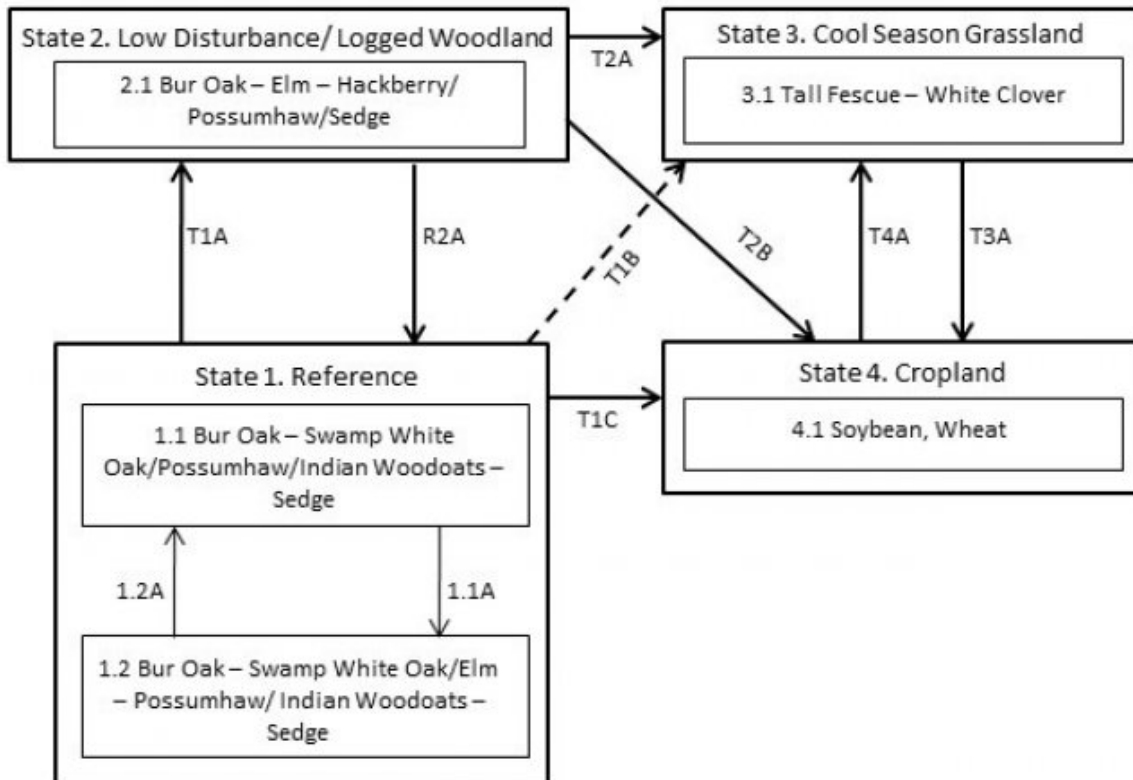 State 2. Low Disturbance/ Logged Woodland
2.1 Bur Oak – Elm – Hackberry/
Possumhaw/Sedge
T2A
State 3. Cool Season Grassland
3.1 Tall Fescue – White Clover
T1A
R2A
T1B
T2B
T4A
T3A
State 1. Reference
1.1 Bur Oak – Swamp White
Oak/Possumhaw/Indian Woodoats –
Sedge
1.2A
1.1A
1.2 Bur Oak – Swamp White Oak/Elm
– Possumhaw/ Indian Woodoats –
Sedge
T1C
State 4. Cropland
4.1 Soybean, Wheat